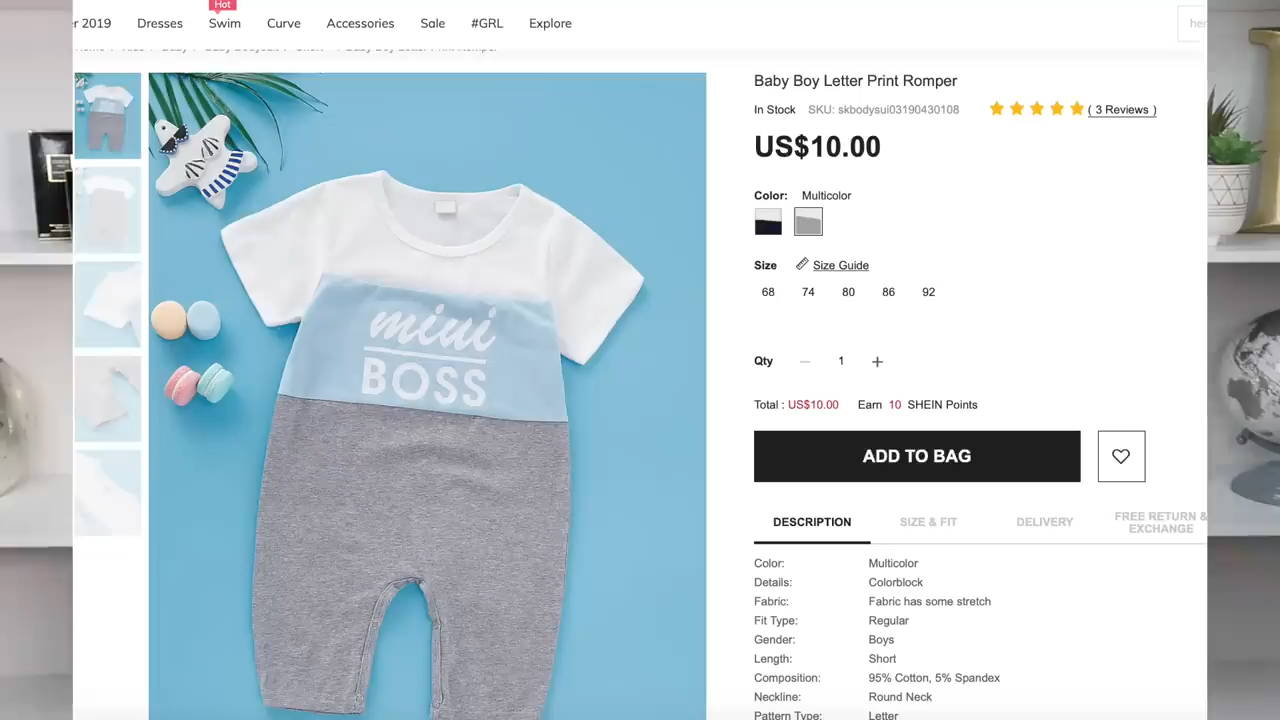 Hot
r 2019 Dresses Swim Curve Accessories Sale #GRL Explore
her
Baby Boy Letter Print Romper
In Stock SKU: skbodysui03190430108 ( 3 Reviews )
US$10.00
Color: Multicolor
Size Size Guide
68 74 80 86 92
mini
BOSS
Qty 1
Total : US$10.00 Earn 10 SHEIN Points
ADD TO BAG
DESCRIPTION SIZE & FIT DELIVERY FREE RETURN &
EXCHANGE
Color: Multicolor
Details: Colorblock
Fabric: Fabric has some stretch
Fit Type: Regular
Gender: Boys
Length: Short
Composition: 95% Cotton, 5% Spandex
Neckline: Round Neck
Pattern Type: Letter